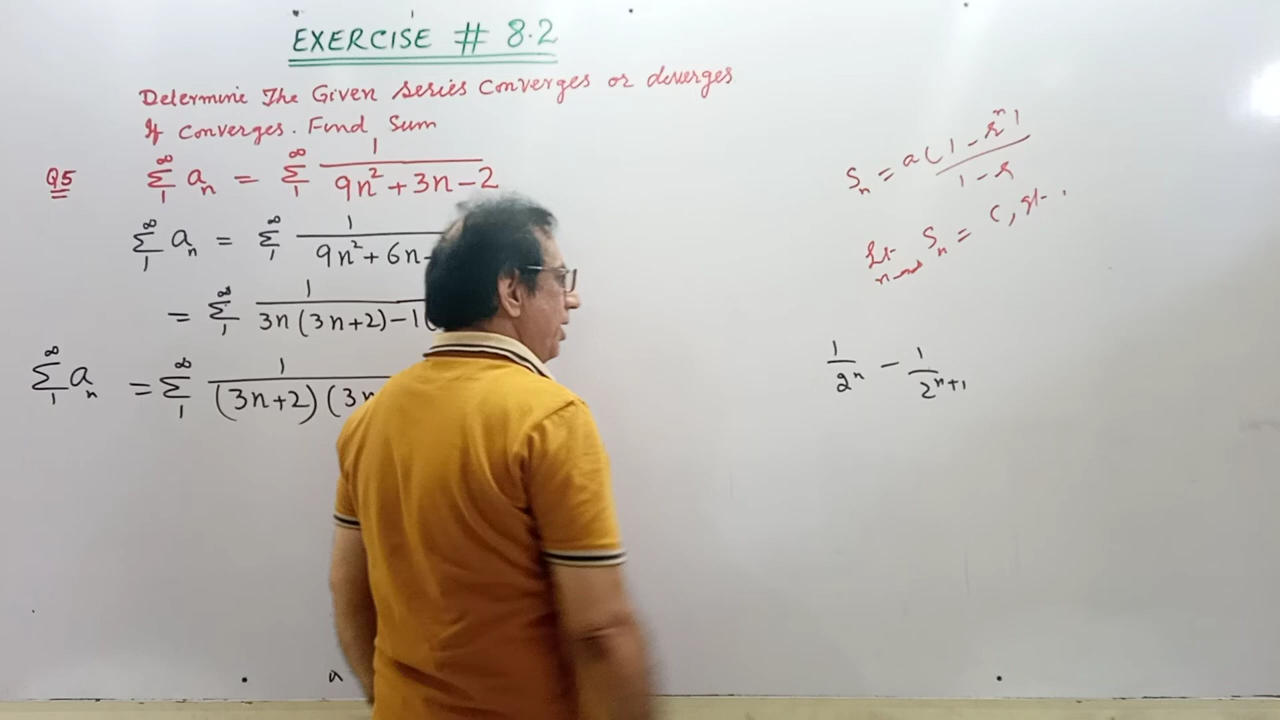 EXERCISE # 8.2
Determine The Given series converges or deverges
If converges. Find Sum
Q5 ∞Σ1 aₙ = ∞Σ1 1/(9n² + 3n − 2)
∞Σ1 aₙ = ∞Σ1 1/(9n² + 6n -
= ∞Σ1 1/(3n(3n+2) − 1(
∞Σ1 aₙ = ∞Σ1 1/((3n+2)(3n
Sₙ = a(1 − rⁿ)/(1 − r)
Lt n→∞ Sₙ = C,
1/2ⁿ − 1/2ⁿ⁺¹